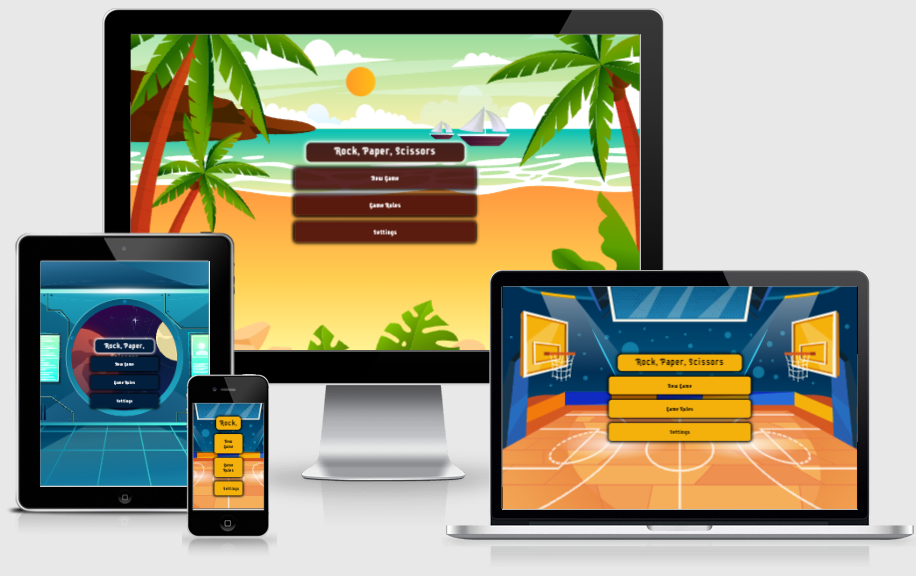 Rock, Paper, Scissors
New Game
Game Rules
Settings
Rock, Paper,
New Game
Game Rules
Settings
Rock,
New
Game
Game
Rules
Settings
Rock, Paper, Scissors
New Game
Game Rules
Settings